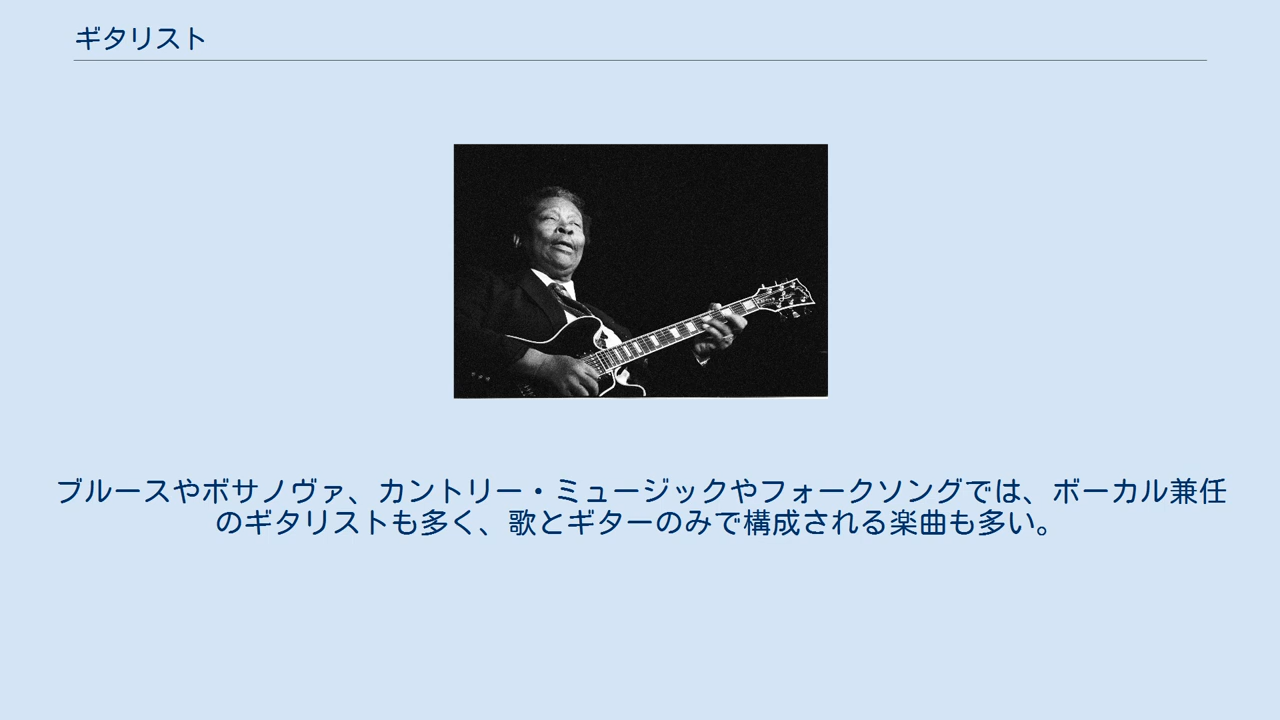 ギタリスト
ブルースやボサノヴァ、カントリー・ミュージックやフォークソングでは、ボーカル兼任
のギタリストも多く、歌とギターのみで構成される楽曲も多い。